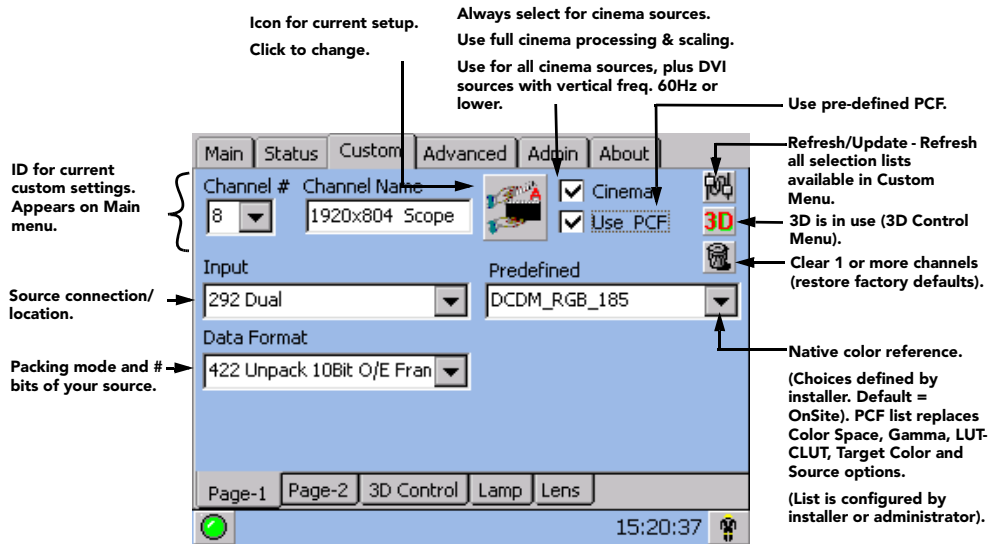 Icon for current setup.
Click to change.
Always select for cinema sources.
Use full cinema processing & scaling.
Use for all cinema sources, plus DVI
sources with vertical freq. 60Hz or
lower.
Use pre-defined PCF.
Refresh/Update - Refresh
all selection lists
available in Custom
Menu.
3D is in use (3D Control
Menu).
Clear 1 or more channels
(restore factory defaults).
ID for current
custom settings.
Appears on Main
menu.
Source connection/
location.
Packing mode and #
bits of your source.
Main Status Custom Advanced Admin About
Channel # Channel Name
8 1920x804 Scope
A
Cinema
Use PCF
3D
Input
292 Dual
Predefined
DCDM_RGB_185
Data Format
422 Unpack 10Bit O/E Fran
Native color reference.
(Choices defined by
installer. Default =
OnSite). PCF list replaces
Color Space, Gamma, LUT-
CLUT, Target Color and
Source options.
(List is configured by
installer or administrator).
Page-1 Page-2 3D Control Lamp Lens
15:20:37